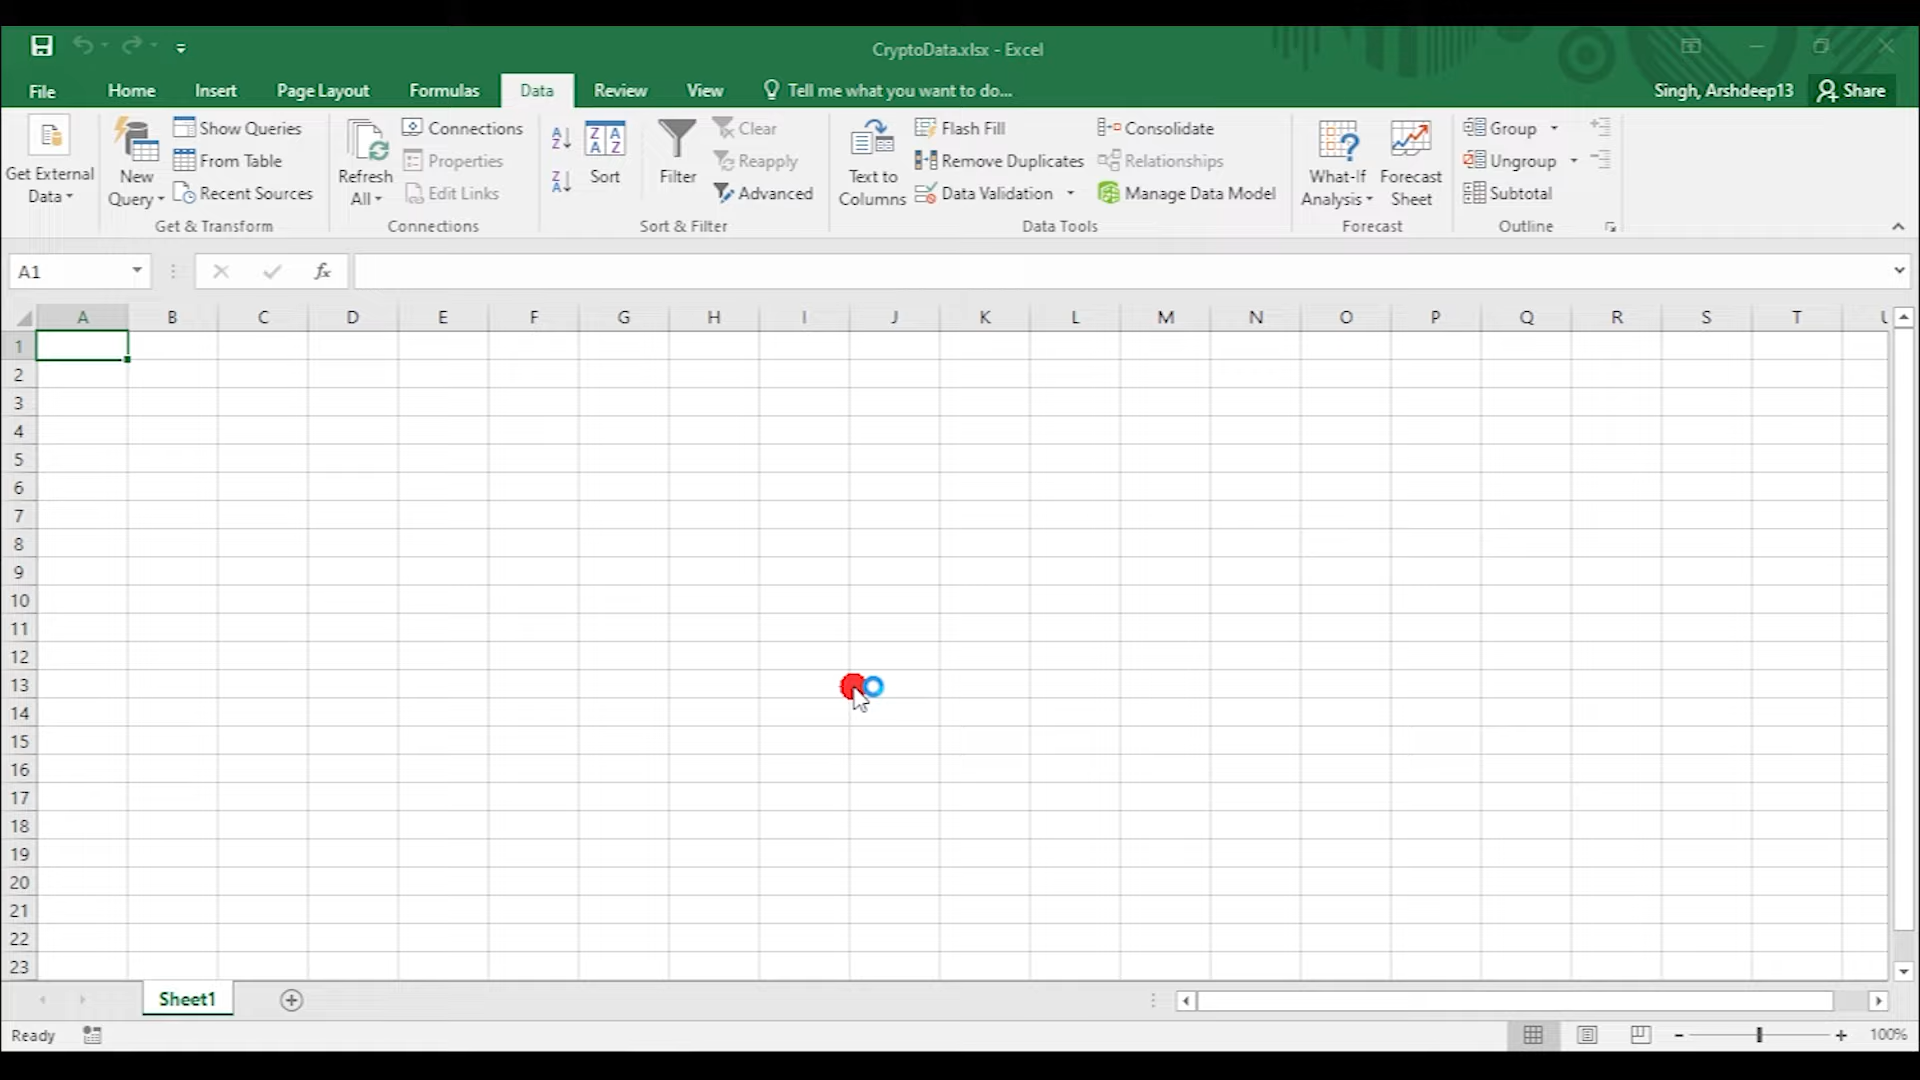 CryptoData.xlsx - Excel
File Home Insert Page Layout Formulas Data Review View Tell me what you want to do... Singh, Arshdeep13 Share
Get External Data
New Query
Show Queries
From Table
Recent Sources
Get & Transform
Refresh All
Connections
Properties
Edit Links
Connections
Sort
Filter
Clear
Reapply
Advanced
Sort & Filter
Text to Columns
Flash Fill
Remove Duplicates
Data Validation
Consolidate
Relationships
Manage Data Model
Data Tools
What-If Analysis
Forecast Sheet
Forecast
Group
Ungroup
Subtotal
Outline
A1 fx
A B C D E F G H I J K L M N O P Q R S T
1
2
3
4
5
6
7
8
9
10
11
12
13
14
15
16
17
18
19
20
21
22
23
Sheet1
Ready 100%